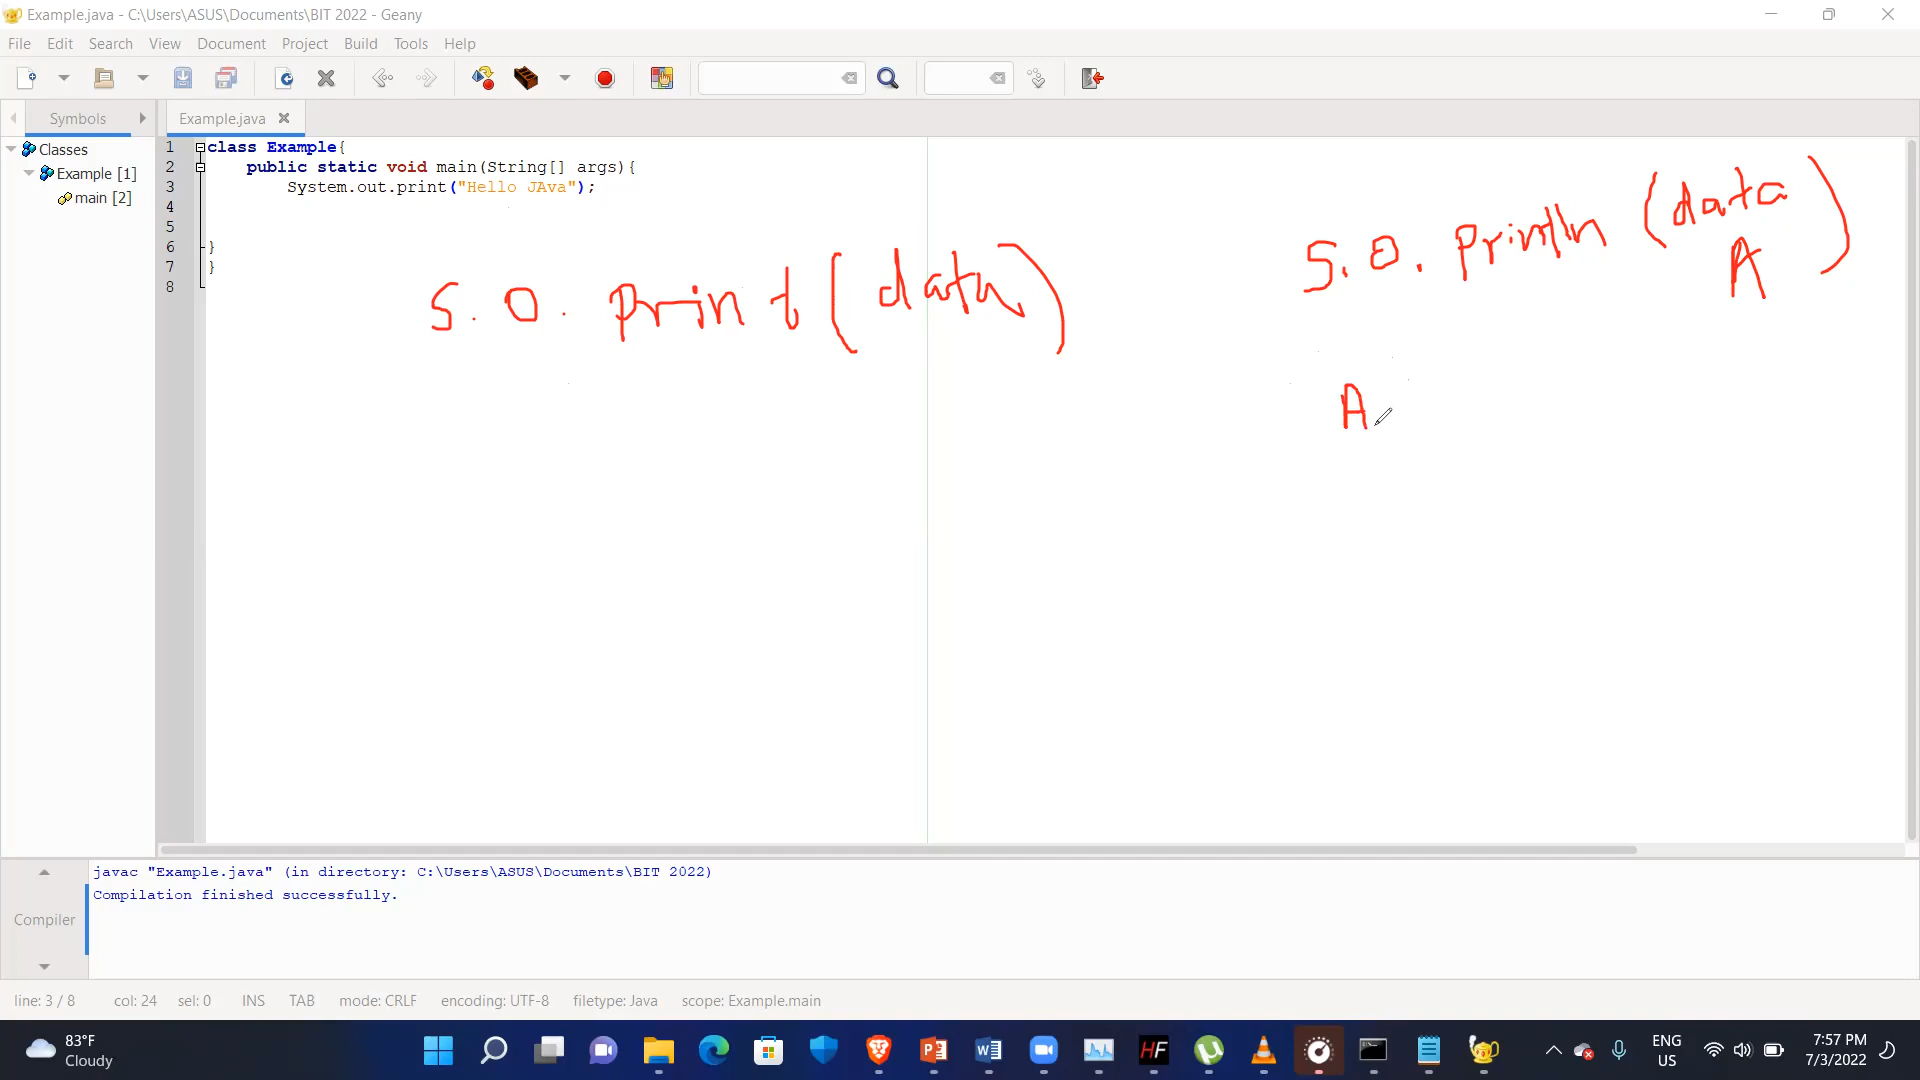 Example.java - C:\Users\ASUS\Documents\BIT 2022 - Geany
File Edit Search View Document Project Build Tools Help
Symbols
Example.java
Classes
Example [1]
main [2]
1 class Example{
2 public static void main(String[] args){
3 System.out.print("Hello JAva");
4
5
6 }
7 }
8
S. O. print (data)
S. O. println (data)
A
A
javac "Example.java" (in directory: C:\Users\ASUS\Documents\BIT 2022)
Compilation finished successfully.
Compiler
line: 3 / 8 col: 24 sel: 0 INS TAB mode: CRLF encoding: UTF-8 filetype: Java scope: Example.main
83°F
Cloudy
HF
ENG
US
7:57 PM
7/3/2022